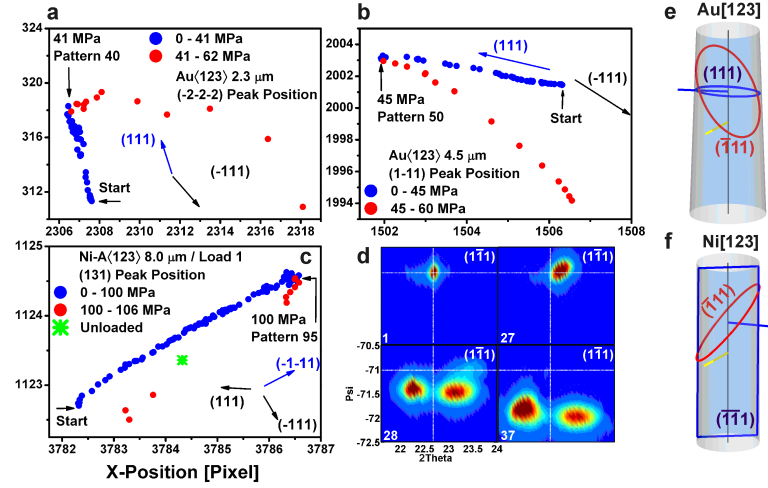 a
41 MPa
Pattern 40
0 - 41 MPa
41 - 62 MPa
Au⟨123⟩ 2.3 μm
(-2-2-2) Peak Position
(111)
(-111)
Start
320
318
316
314
312
2306
2308
2310
2312
2314
2316
2318
b
(111)
(-111)
45 MPa
Pattern 50
Start
Au⟨123⟩ 4.5 μm
(1-11) Peak Position
0 - 45 MPa
45 - 60 MPa
2004
2002
2000
1998
1996
1994
1502
1504
1506
1508
c
Ni-A⟨123⟩ 8.0 μm / Load 1
(131) Peak Position
0 - 100 MPa
100 - 106 MPa
Unloaded
100 MPa
Pattern 95
(-1-11)
(111)
(-111)
Start
1125
1124
1123
3782
3783
3784
3785
3786
3787
X-Position [Pixel]
d
(11̄1)
1
(11̄1)
27
(11̄1)
28
(11̄1)
37
-70.5
-71
-71.5
-72
-72.5
Psi
22
22.5
23
23.5
24
2Theta
e
Au[123]
(111)
(1̄11)
f
Ni[123]
(1̄11)
(1̄1̄1)